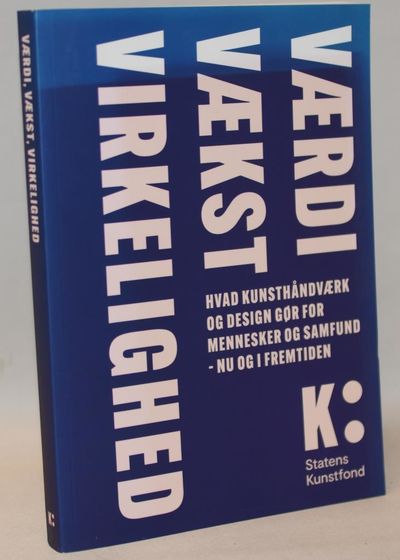 VÆRDI, VÆKST, VIRKELIGHED
K:
VÆRDI
VÆKST
VIRKELIGHED
HVAD KUNSTHÅNDVÆRK
OG DESIGN GØR FOR
MENNESKER OG SAMFUND
- NU OG I FREMTIDEN
K:
Statens
Kunstfond